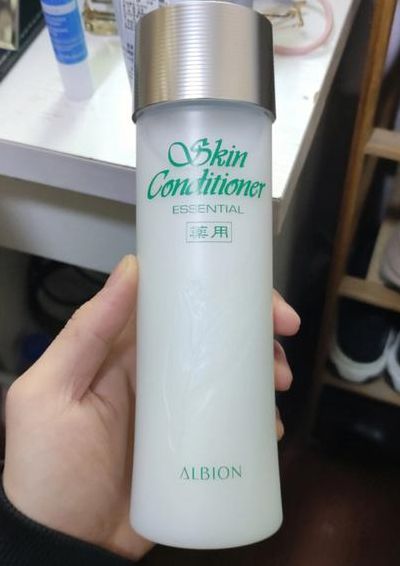 Skin
Conditioner
ESSENTIAL
薬用
ALBION